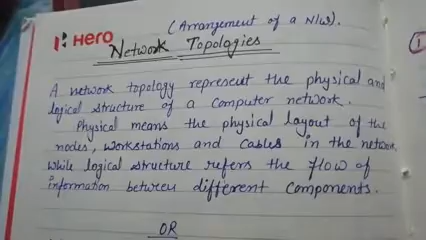 (Arrangement of a N/ws).
Hero
Network Topologies
A network topology represent the physical and
logical structure of a computer network.
Physical means the physical layout of the
nodes, workstations and cables in the network
while logical structure refers the flow of
information between different components.
OR
1